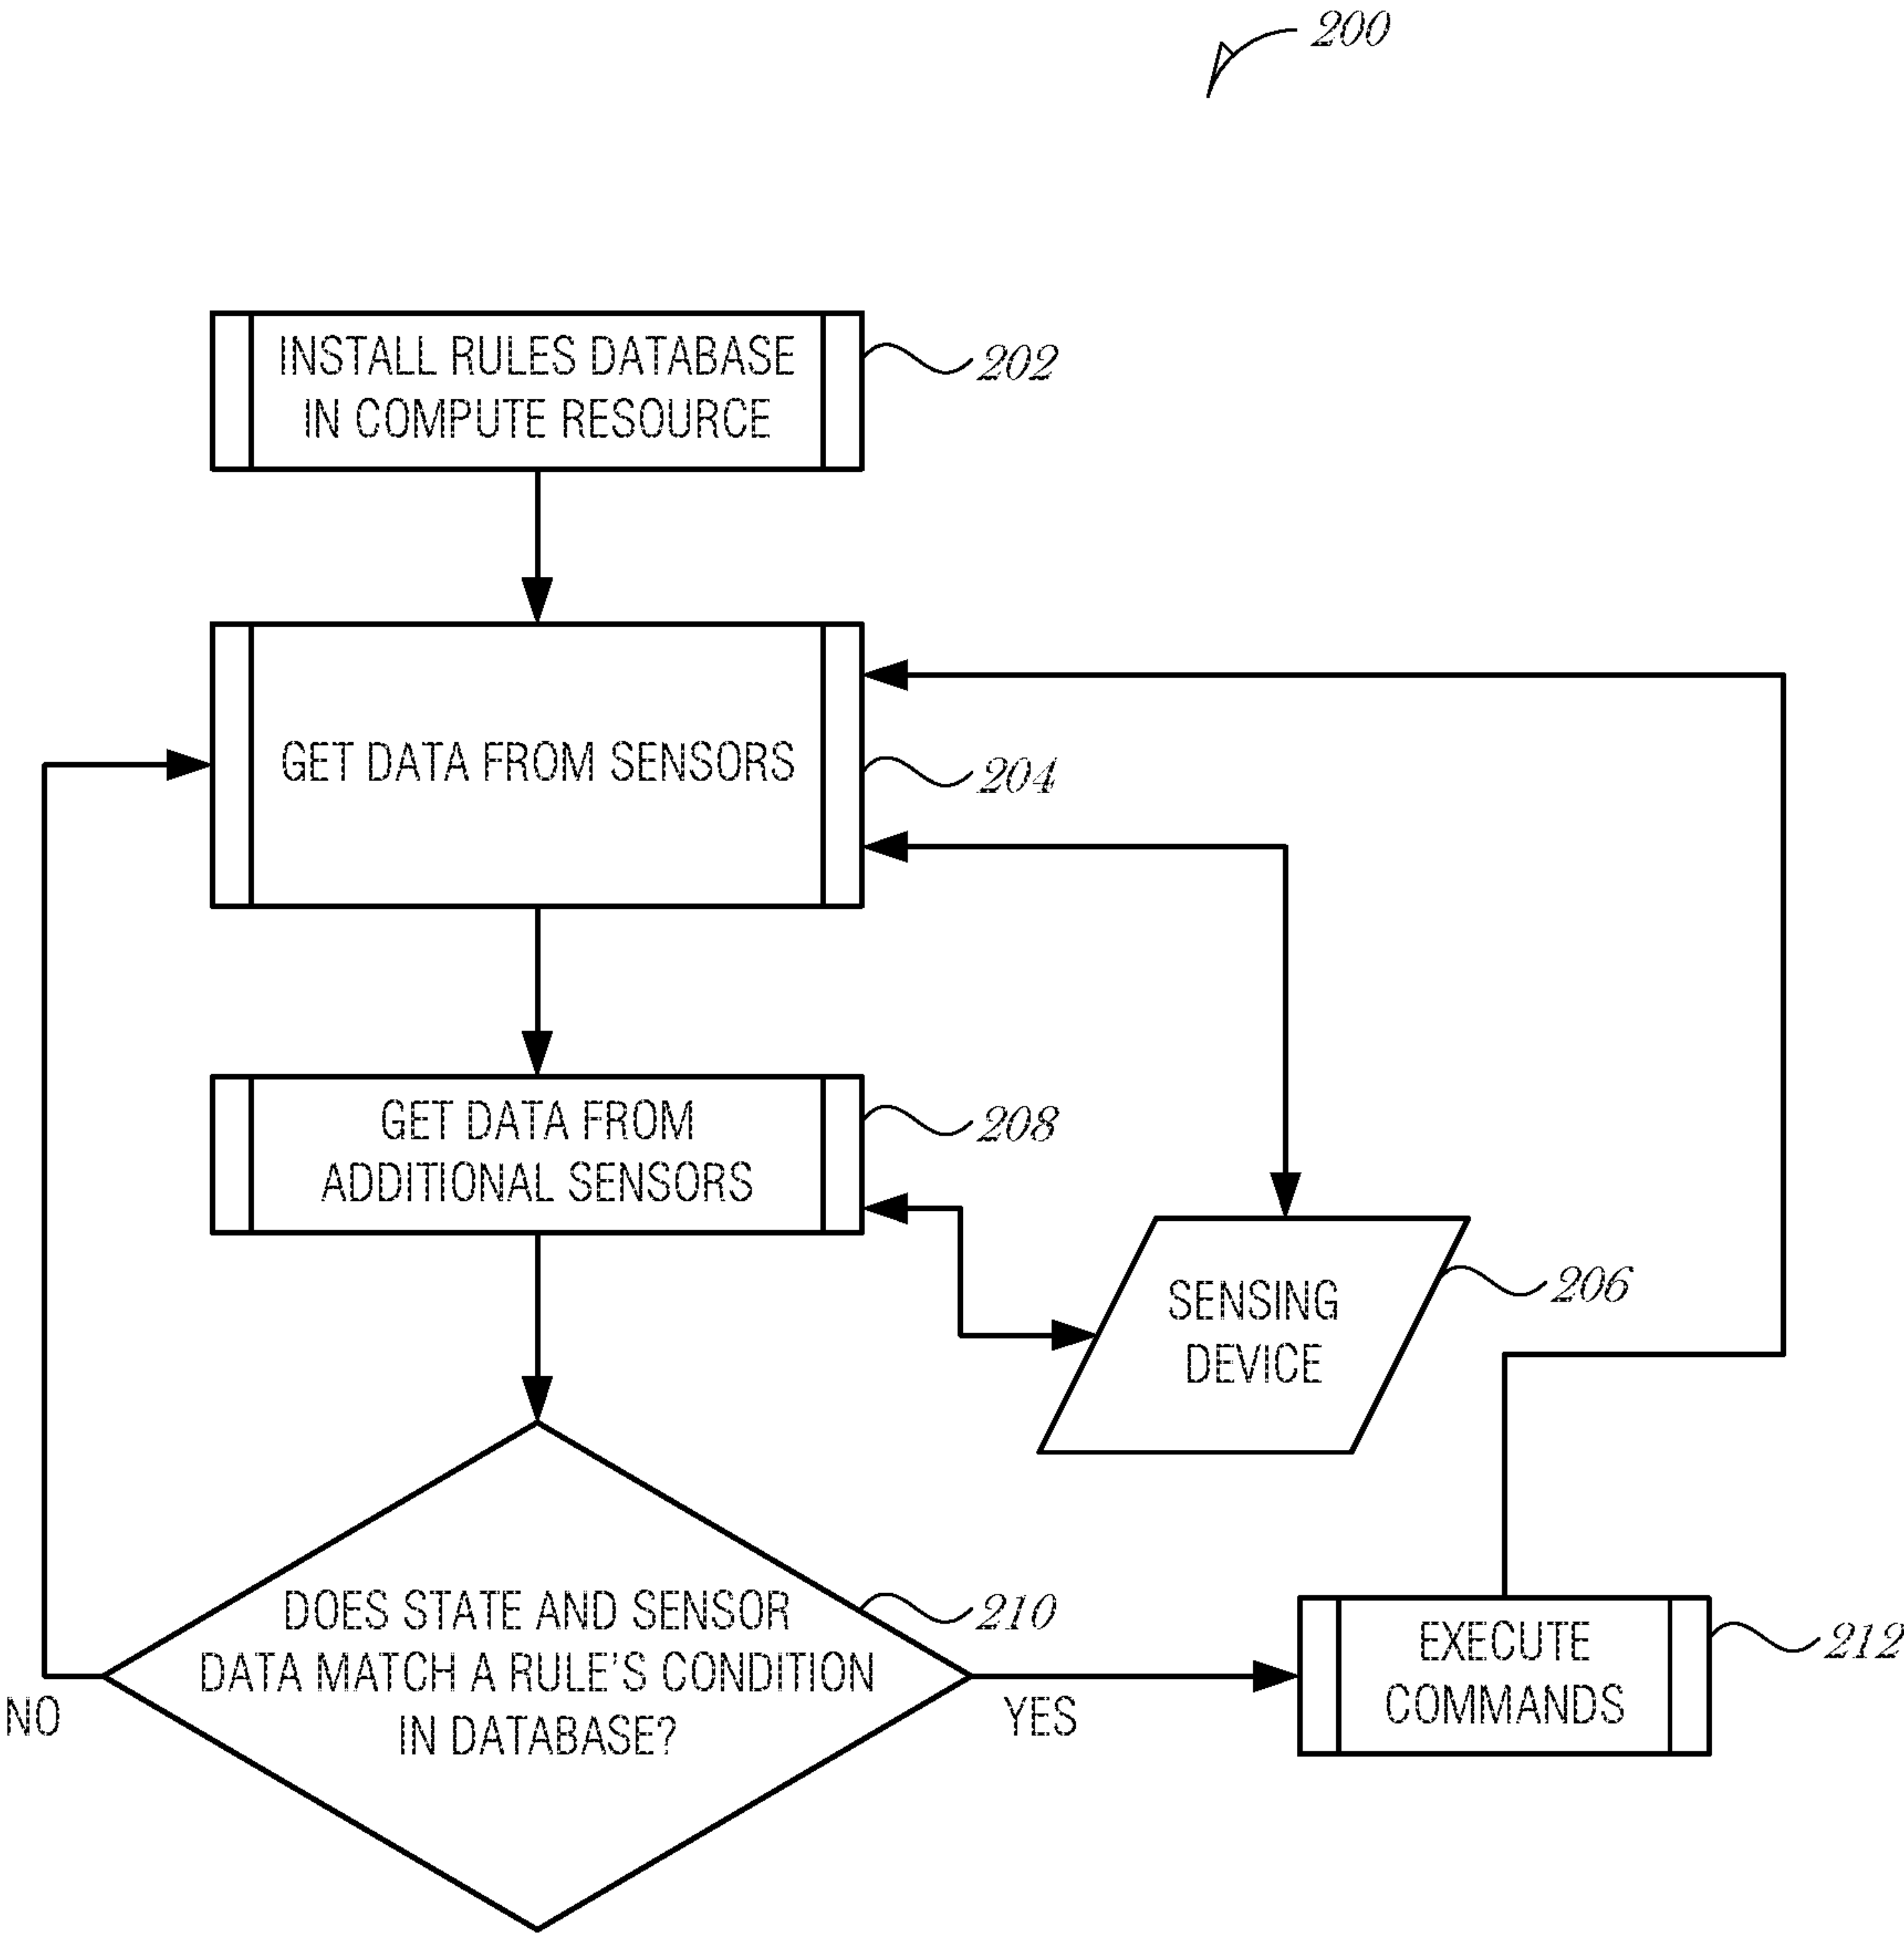 200
INSTALL RULES DATABASE
IN COMPUTE RESOURCE
202
GET DATA FROM SENSORS
204
GET DATA FROM
ADDITIONAL SENSORS
208
SENSING
DEVICE
206
DOES STATE AND SENSOR
DATA MATCH A RULE'S CONDITION
IN DATABASE?
210
NO
YES
EXECUTE
COMMANDS
212